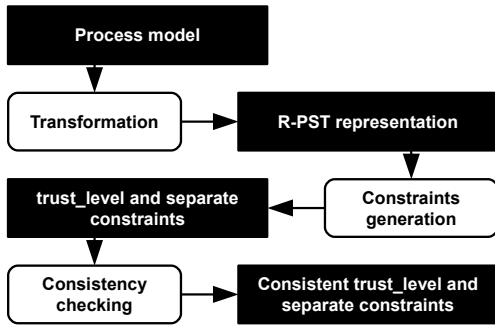 Process model
Transformation
R-PST representation
Constraints
generation
trust_level and separate
constraints
Consistency
checking
Consistent trust_level and
separate constraints